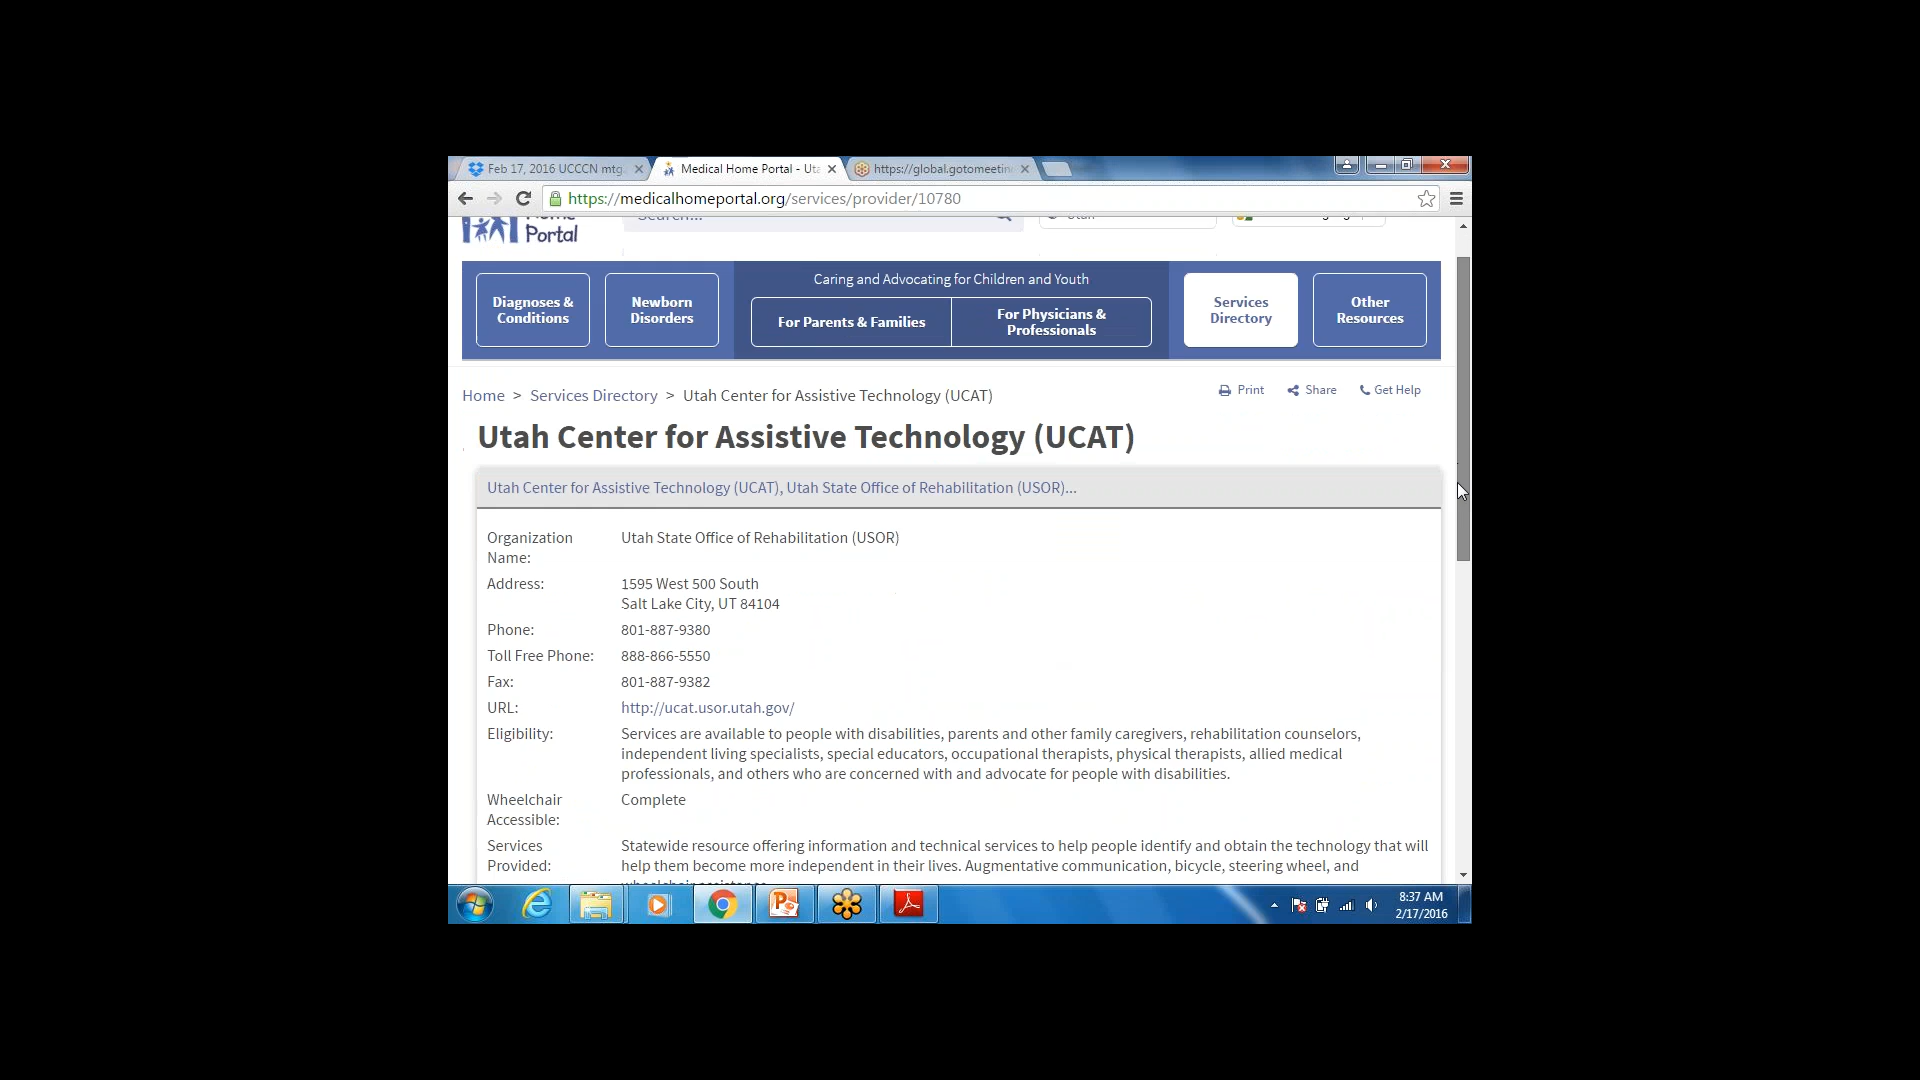 Feb 17, 2016 UCCCN mtg
Medical Home Portal - Uta
https://global.gotomeetin
https://medicalhomeportal.org/services/provider/10780
Home
Portal
Search...
Utah
Diagnoses &
Conditions
Newborn
Disorders
Caring and Advocating for Children and Youth
For Parents & Families
For Physicians &
Professionals
Services
Directory
Other
Resources
Home > Services Directory > Utah Center for Assistive Technology (UCAT)
Print Share Get Help
Utah Center for Assistive Technology (UCAT)
Utah Center for Assistive Technology (UCAT), Utah State Office of Rehabilitation (USOR)...
Organization
Name: Utah State Office of Rehabilitation (USOR)
Address: 1595 West 500 South
Salt Lake City, UT 84104
Phone: 801-887-9380
Toll Free Phone: 888-866-5550
Fax: 801-887-9382
URL: http://ucat.usor.utah.gov/
Eligibility: Services are available to people with disabilities, parents and other family caregivers, rehabilitation counselors,
independent living specialists, special educators, occupational therapists, physical therapists, allied medical
professionals, and others who are concerned with and advocate for people with disabilities.
Wheelchair
Accessible: Complete
Services
Provided: Statewide resource offering information and technical services to help people identify and obtain the technology that will
help them become more independent in their lives. Augmentative communication, bicycle, steering wheel, and
wheelchair assistance.
8:37 AM
2/17/2016